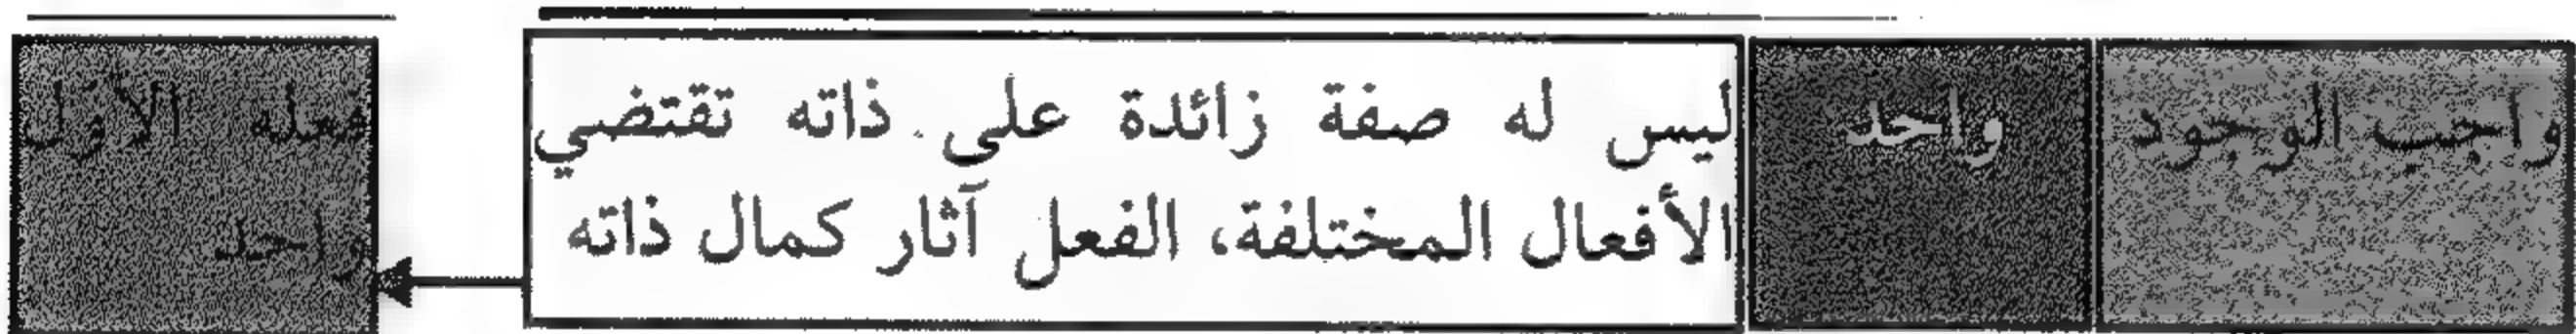 واجب الوجود
واحد
ليس له صفة زائدة على ذاته تقتضي
الأفعال المختلفة، الفعل آثار كمال ذاته
فعله الأول
واحد